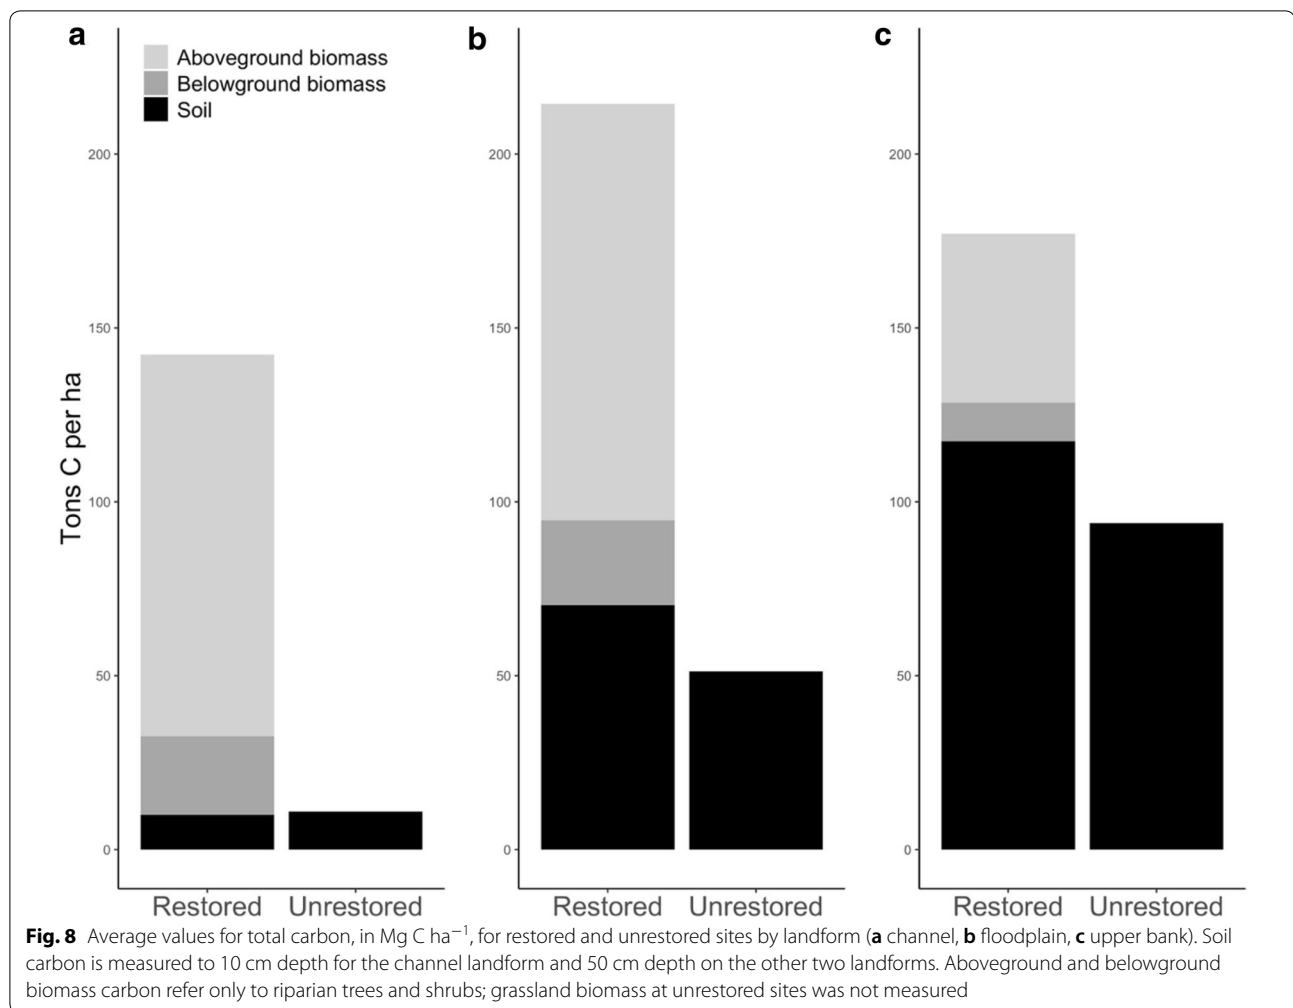 a
Aboveground biomass
Belowground biomass
Soil
Tons C per ha
200
150
100
50
0
Restored Unrestored
b
200
150
100
50
0
Restored Unrestored
c
200
150
100
50
0
Restored Unrestored
Fig. 8 Average values for total carbon, in Mg C ha⁻¹, for restored and unrestored sites by landform (a channel, b floodplain, c upper bank). Soil
carbon is measured to 10 cm depth for the channel landform and 50 cm depth on the other two landforms. Aboveground and belowground
biomass carbon refer only to riparian trees and shrubs; grassland biomass at unrestored sites was not measured